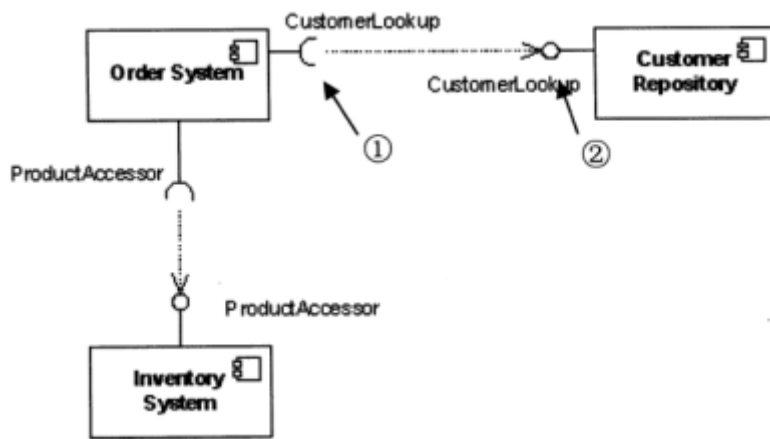 CustomerLookup
Order System
Customer
Repository
CustomerLookup
①
②
ProductAccessor
ProductAccessor
Inventory
System